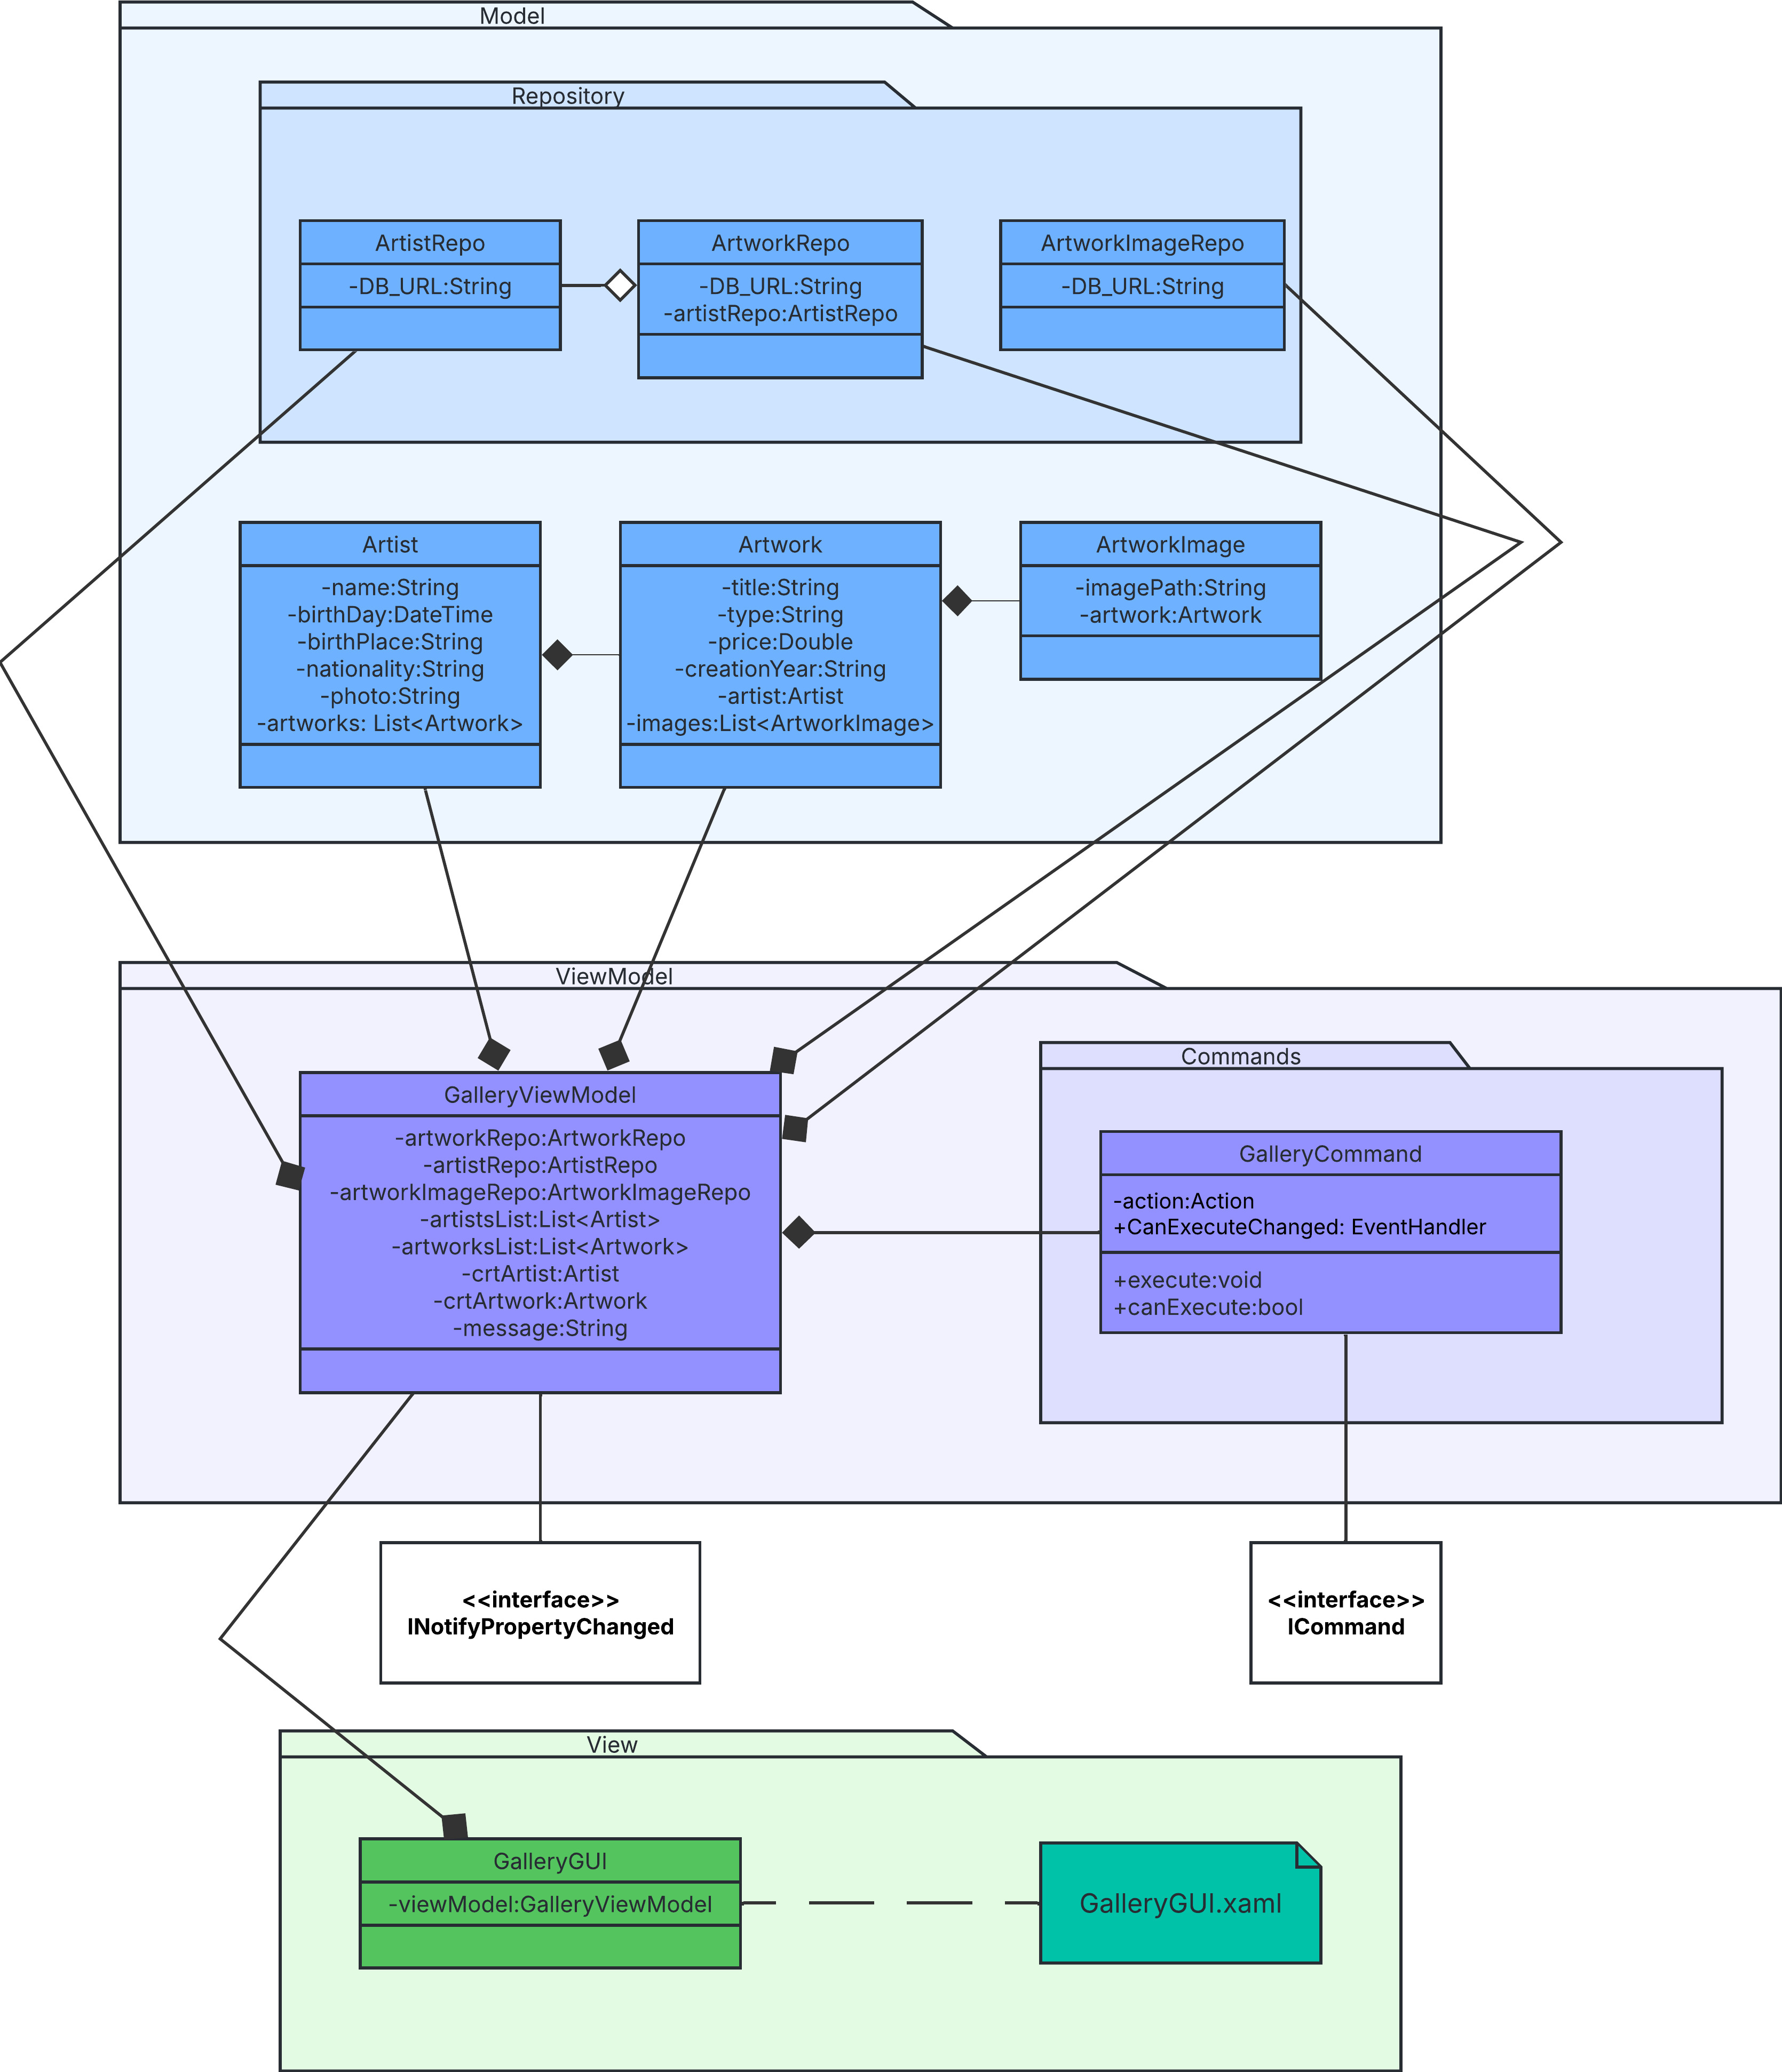 Model
Repository
ArtistRepo
-DB_URL:String
ArtworkRepo
-DB_URL:String
-artistRepo:ArtistRepo
ArtworkImageRepo
-DB_URL:String
Artist
-name:String
-birthDay:DateTime
-birthPlace:String
-nationality:String
-photo:String
-artworks: List<Artwork>
Artwork
-title:String
-type:String
-price:Double
-creationYear:String
-artist:Artist
-images:List<ArtworkImage>
ArtworkImage
-imagePath:String
-artwork:Artwork
ViewModel
GalleryViewModel
-artworkRepo:ArtworkRepo
-artistRepo:ArtistRepo
-artworkImageRepo:ArtworkImageRepo
-artistsList:List<Artist>
-artworksList:List<Artwork>
-crtArtist:Artist
-crtArtwork:Artwork
-message:String
Commands
GalleryCommand
-action:Action
+CanExecuteChanged: EventHandler
+execute:void
+canExecute:bool
<<interface>>
INotifyPropertyChanged
<<interface>>
ICommand
View
GalleryGUI
-viewModel:GalleryViewModel
GalleryGUI.xaml